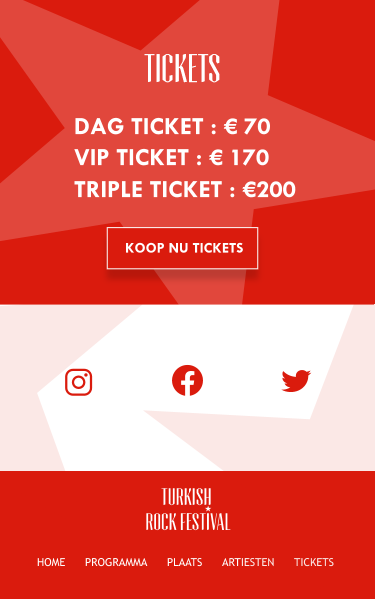 TICKETS
DAG TICKET : € 70
VIP TICKET : € 170
TRIPLE TICKET : €200
KOOP NU TICKETS
TURKISH
ROCK FESTIVAL
HOME PROGRAMMA PLAATS ARTIESTEN TICKETS